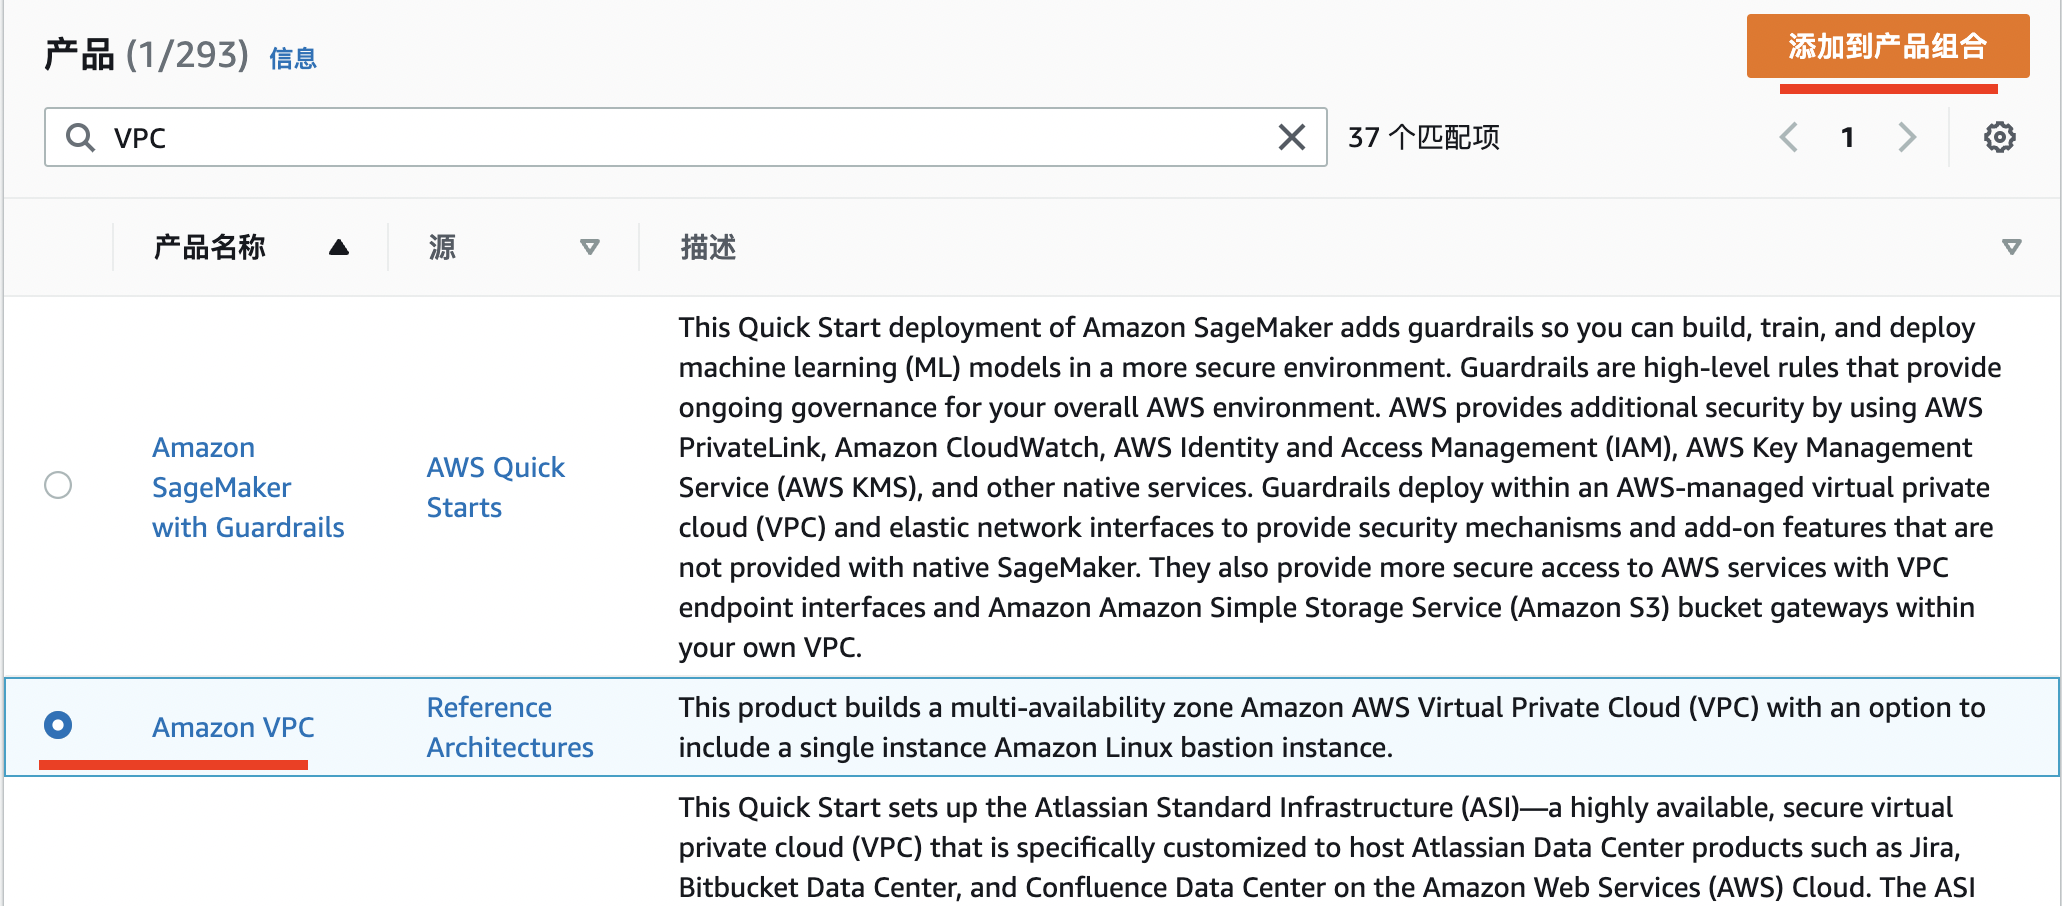 产品 (1/293) 信息
添加到产品组合
VPC
37 个匹配项
1
产品名称
源
描述
Amazon
SageMaker
with Guardrails
AWS Quick
Starts
This Quick Start deployment of Amazon SageMaker adds guardrails so you can build, train, and deploy
machine learning (ML) models in a more secure environment. Guardrails are high-level rules that provide
ongoing governance for your overall AWS environment. AWS provides additional security by using AWS
PrivateLink, Amazon CloudWatch, AWS Identity and Access Management (IAM), AWS Key Management
Service (AWS KMS), and other native services. Guardrails deploy within an AWS-managed virtual private
cloud (VPC) and elastic network interfaces to provide security mechanisms and add-on features that are
not provided with native SageMaker. They also provide more secure access to AWS services with VPC
endpoint interfaces and Amazon Amazon Simple Storage Service (Amazon S3) bucket gateways within
your own VPC.
Amazon VPC
Reference
Architectures
This product builds a multi-availability zone Amazon AWS Virtual Private Cloud (VPC) with an option to
include a single instance Amazon Linux bastion instance.
This Quick Start sets up the Atlassian Standard Infrastructure (ASI)—a highly available, secure virtual
private cloud (VPC) that is specifically customized to host Atlassian Data Center products such as Jira,
Bitbucket Data Center, and Confluence Data Center on the Amazon Web Services (AWS) Cloud. The ASI